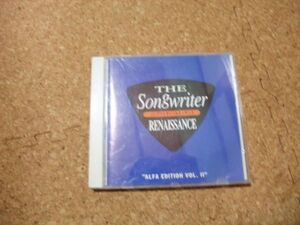 THE
Songwriter
RENAISSANCE
"ALFA EDITION VOL. II"